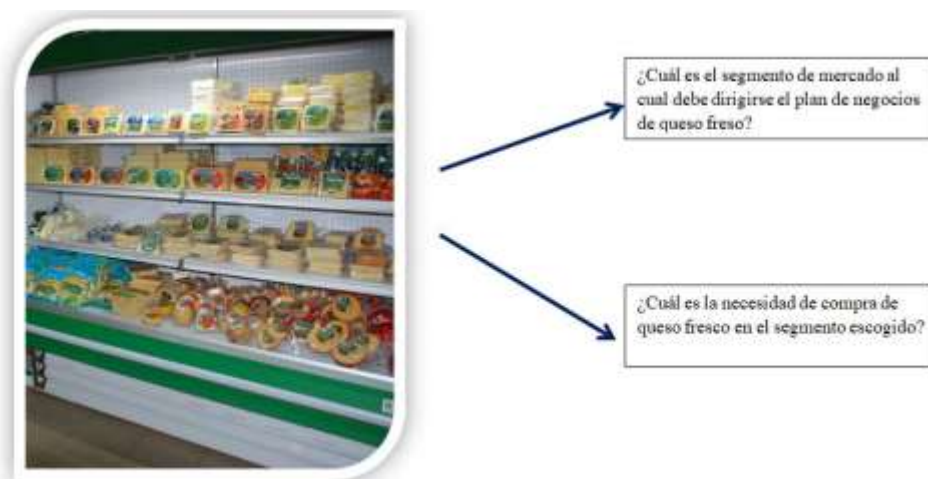 ¿Cuál es el segmento de mercado al
cual debe dirigirse el plan de negocios
de queso freso?
¿Cuál es la necesidad de compra de
queso fresco en el segmento escogido?